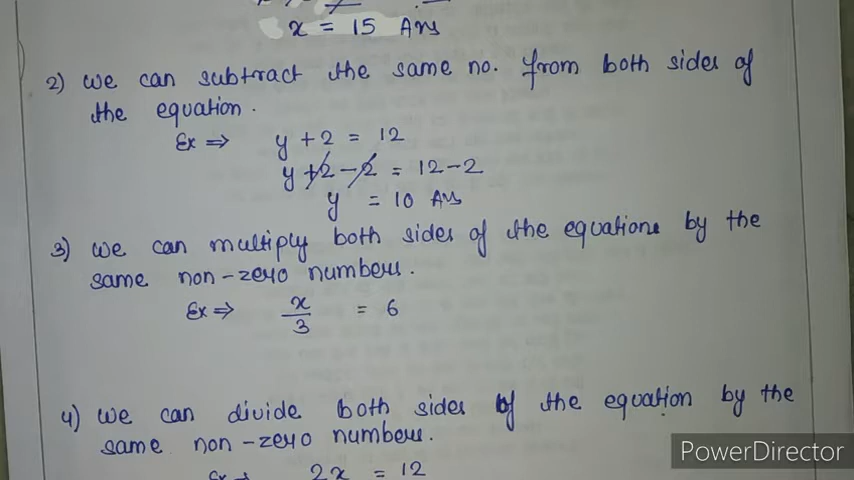 x = 15 Ans
2) we can subtract the same no. from both sides of
the equation.
Ex ⇒ y + 2 = 12
y + 2 - 2 = 12 - 2
y = 10 Ans
3) we can multiply both sides of the equations by the
same non-zero numbers.
Ex ⇒ x/3 = 6
4) we can divide both sides of the equation by the
same non-zero numbers.
Ex ⇒ 2x = 12
PowerDirector